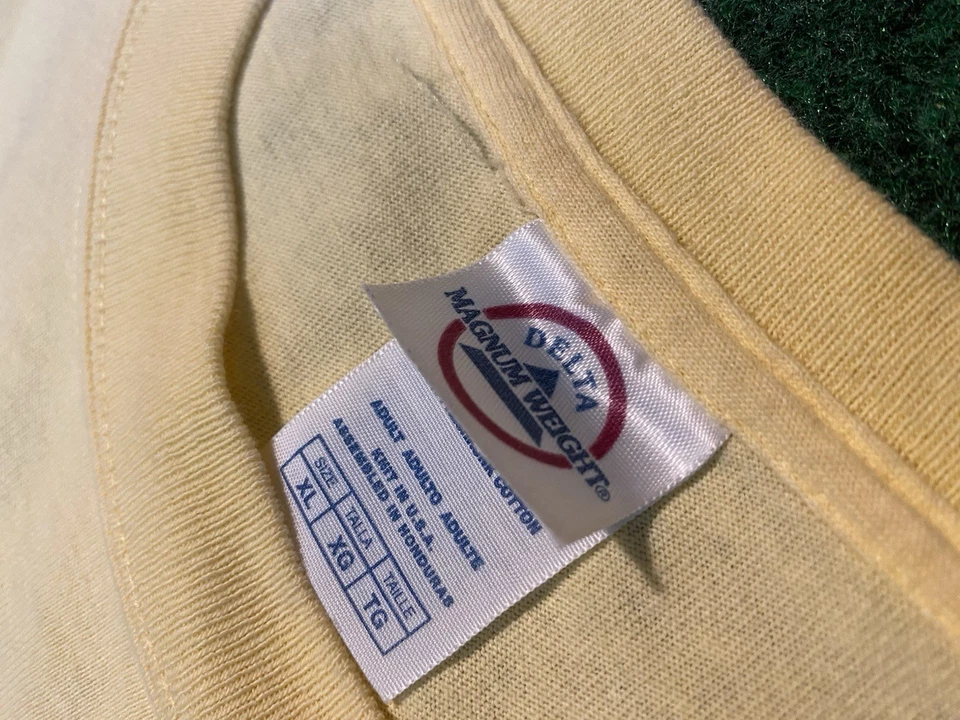 DELTA
MAGNUM WEIGHT®
COTTON
ADULT ADULTO ADULTE
KNIT IN U.S.A.
ASSEMBLED IN HONDURAS
SIZE TALLA TAILLE
XL XG TG